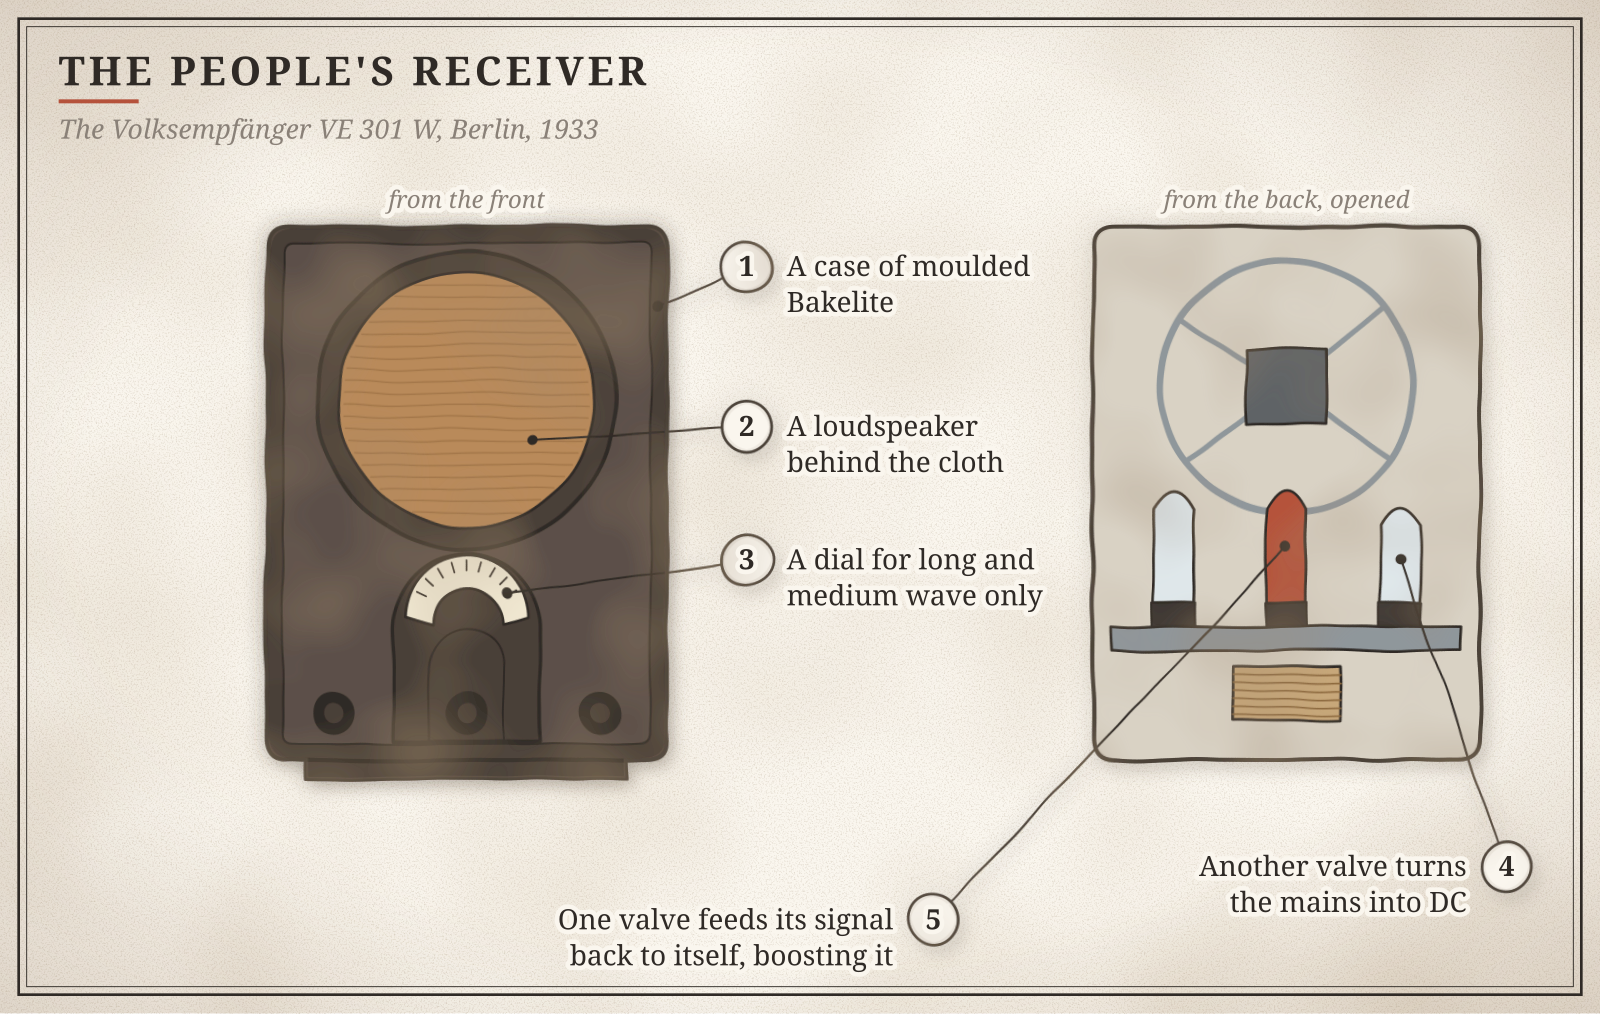 THE PEOPLE'S RECEIVER
The Volksempfänger VE 301 W, Berlin, 1933
from the front
from the back, opened
1
A case of moulded
Bakelite
2
A loudspeaker
behind the cloth
3
A dial for long and
medium wave only
Another valve turns
the mains into DC
4
One valve feeds its signal
back to itself, boosting it
5